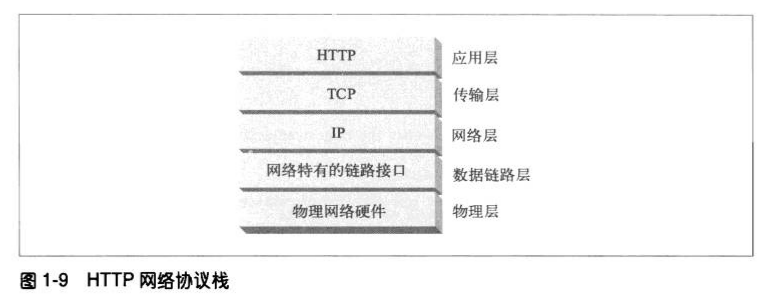 HTTP 应用层
TCP 传输层
IP 网络层
网络特有的链路接口 数据链路层
物理网络硬件 物理层
图 1-9 HTTP 网络协议栈